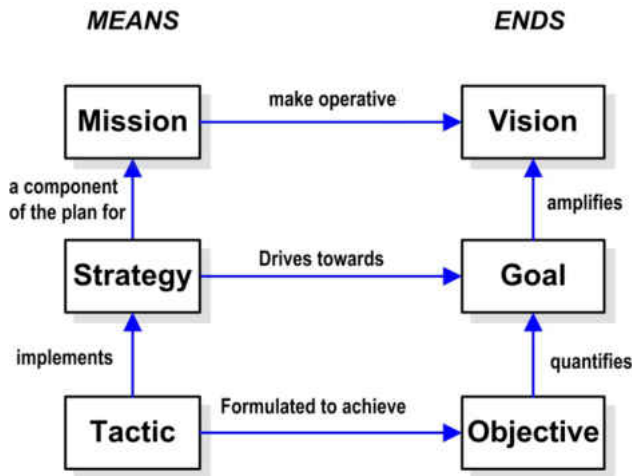 MEANS
ENDS
Mission
make operative
Vision
a component
of the plan for
amplifies
Strategy
Drives towards
Goal
implements
quantifies
Tactic
Formulated to achieve
Objective